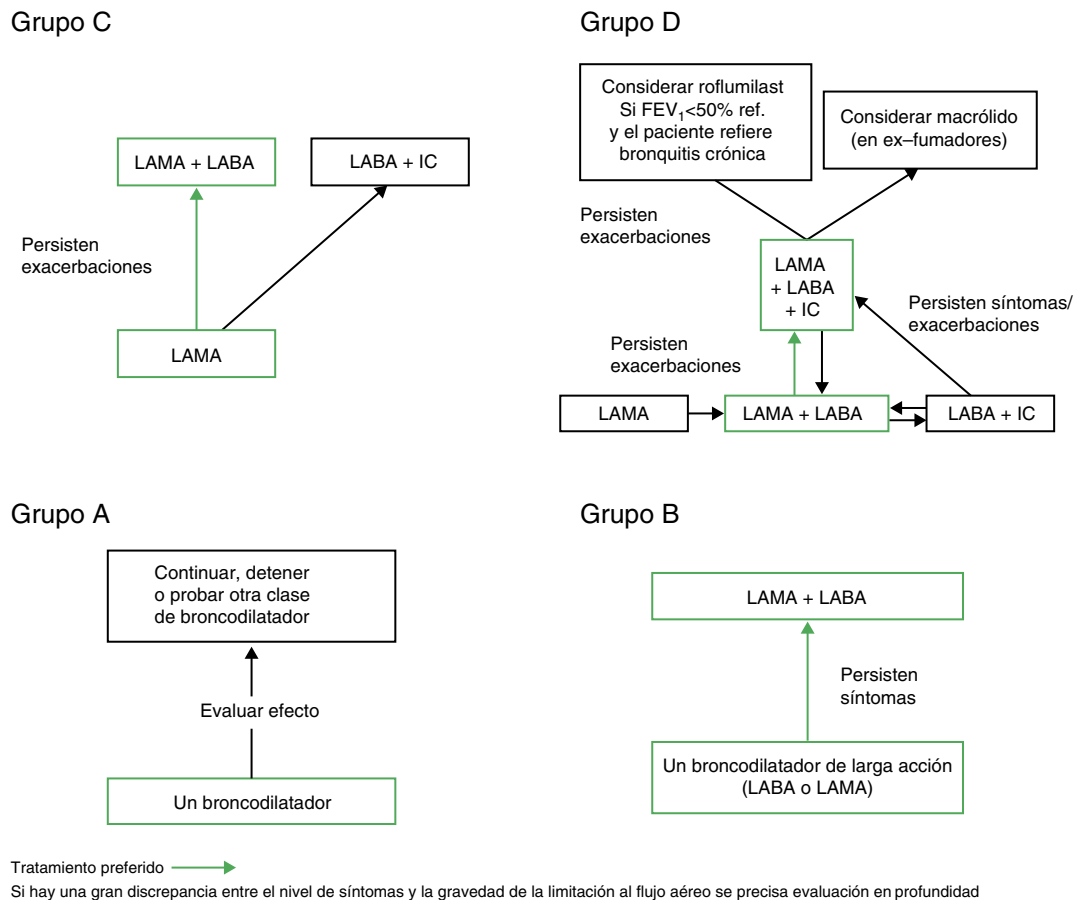 Grupo C
LAMA + LABA
LABA + IC
Persisten
exacerbaciones
LAMA
Grupo D
Considerar roflumilast
Si FEV1<50% ref.
y el paciente refiere
bronquitis crónica
Considerar macrólido
(en ex–fumadores)
Persisten
exacerbaciones
LAMA
+ LABA
+ IC
Persisten síntomas/
exacerbaciones
Persisten
exacerbaciones
LAMA
LAMA + LABA
LABA + IC
Grupo A
Continuar, detener
o probar otra clase
de broncodilatador
Evaluar efecto
Un broncodilatador
Grupo B
LAMA + LABA
Persisten
síntomas
Un broncodilatador de larga acción
(LABA o LAMA)
Tratamiento preferido
Si hay una gran discrepancia entre el nivel de síntomas y la gravedad de la limitación al flujo aéreo se precisa evaluación en profundidad